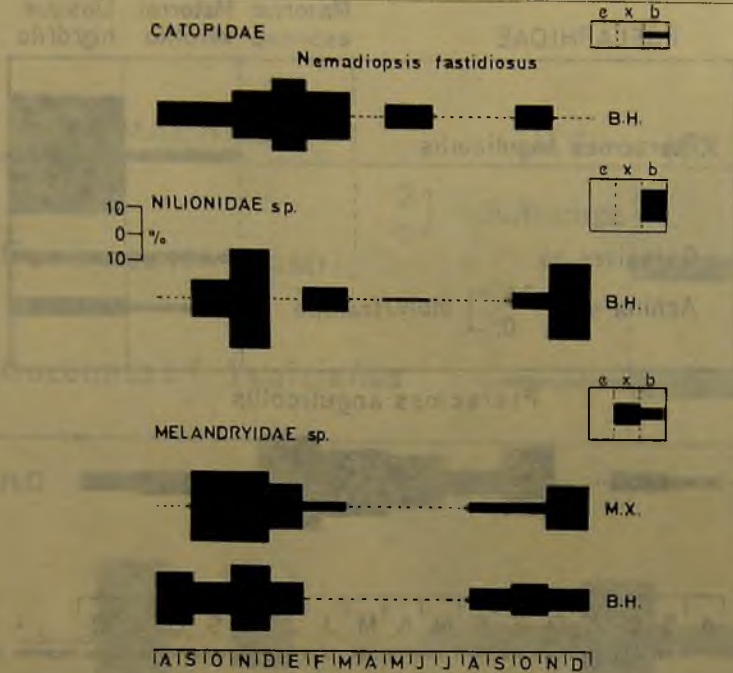 CATOPIDAE
e x b
Nemadiopsis fastidiosus
B.H.
NILIONIDAE sp.
e x b
10
0 %
10
B.H.
e x b
MELANDRYIDAE sp.
M.X.
B.H.
A S O N D E F M A M J J A S O N D